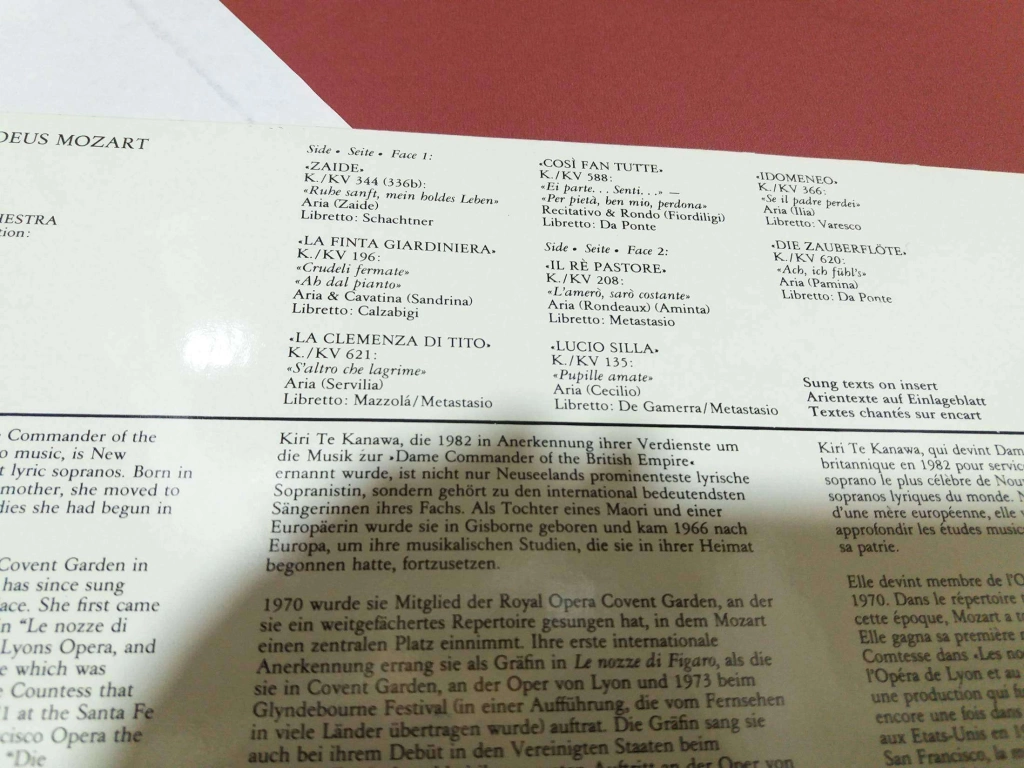 DEUS MOZART
Side • Seite • Face 1:
›ZAIDE‹
K./KV 344 (336b):
«Ruhe sanft, mein holdes Leben»
Aria (Zaide)
Libretto: Schachtner
›LA FINTA GIARDINIERA‹
K./KV 196:
«Crudeli fermate»
«Ah dal pianto»
Aria & Cavatina (Sandrina)
Libretto: Calzabigi
›LA CLEMENZA DI TITO‹
K./KV 621:
«S'altro che lagrime»
Aria (Servilia)
Libretto: Mazzolá/Metastasio
›COSÌ FAN TUTTE‹
K./KV 588:
«Ei parte. . . Senti. . .» —
«Per pietà, ben mio, perdona»
Recitativo & Rondo (Fiordiligi)
Libretto: Da Ponte
Side • Seite • Face 2:
›IL RÈ PASTORE‹
K./KV 208:
«L'amerò, sarò costante»
Aria (Rondeaux) (Aminta)
Libretto: Metastasio
›LUCIO SILLA‹
K./KV 135:
«Pupille amate»
Aria (Cecilio)
Libretto: De Gamerra/Metastasio
›IDOMENEO‹
K./KV 366:
«Se il padre perdei»
Aria (Ilia)
Libretto: Varesco
›DIE ZAUBERFLÖTE‹
K./KV 620:
«Ach, ich fühl's»
Aria (Pamina)
Libretto: Da Ponte
Sung texts on insert
Arientexte auf Einlageblatt
Textes chantés sur encart
HESTRA
tion:
Commander of the
o music, is New
t lyric sopranos. Born in
mother, she moved to
dies she had begun in
Covent Garden in
has since sung
ace. She first came
in "Le nozze di
Lyons Opera, and
e which was
Countess that
1 at the Santa Fe
cisco Opera the
"Die
Kiri Te Kanawa, die 1982 in Anerkennung ihrer Verdienste um
die Musik zur ›Dame Commander of the British Empire‹
ernannt wurde, ist nicht nur Neuseelands prominenteste lyrische
Sopranistin, sondern gehört zu den international bedeutendsten
Sängerinnen ihres Fachs. Als Tochter eines Maori und einer
Europäerin wurde sie in Gisborne geboren und kam 1966 nach
Europa, um ihre musikalischen Studien, die sie in ihrer Heimat
begonnen hatte, fortzusetzen.
1970 wurde sie Mitglied der Royal Opera Covent Garden, an der
sie ein weitgefächertes Repertoire gesungen hat, in dem Mozart
einen zentralen Platz einnimmt. Ihre erste internationale
Anerkennung errang sie als Gräfin in Le nozze di Figaro, als die
sie in Covent Garden, an der Oper von Lyon und 1973 beim
Glyndebourne Festival (in einer Aufführung, die vom Fernsehen
in viele Länder übertragen wurde) auftrat. Die Gräfin sang sie
auch bei ihrem Debüt in den Vereinigten Staaten beim
Auftritt an der Oper von
Kiri Te Kanawa, qui devint Dam
britannique en 1982 pour servic
soprano le plus célèbre de Nou
sopranos lyriques du monde. N
d'une mère européenne, elle
approfondir les études music
sa patrie.
Elle devint membre de l'O
1970. Dans le répertoire
cette époque, Mozart a t
Elle gagna sa première
Comtesse dans «Les no
l'Opéra de Lyon et au
une production qui fu
encore une fois dans
aux Etats-Unis en 1
San Francisco, la m